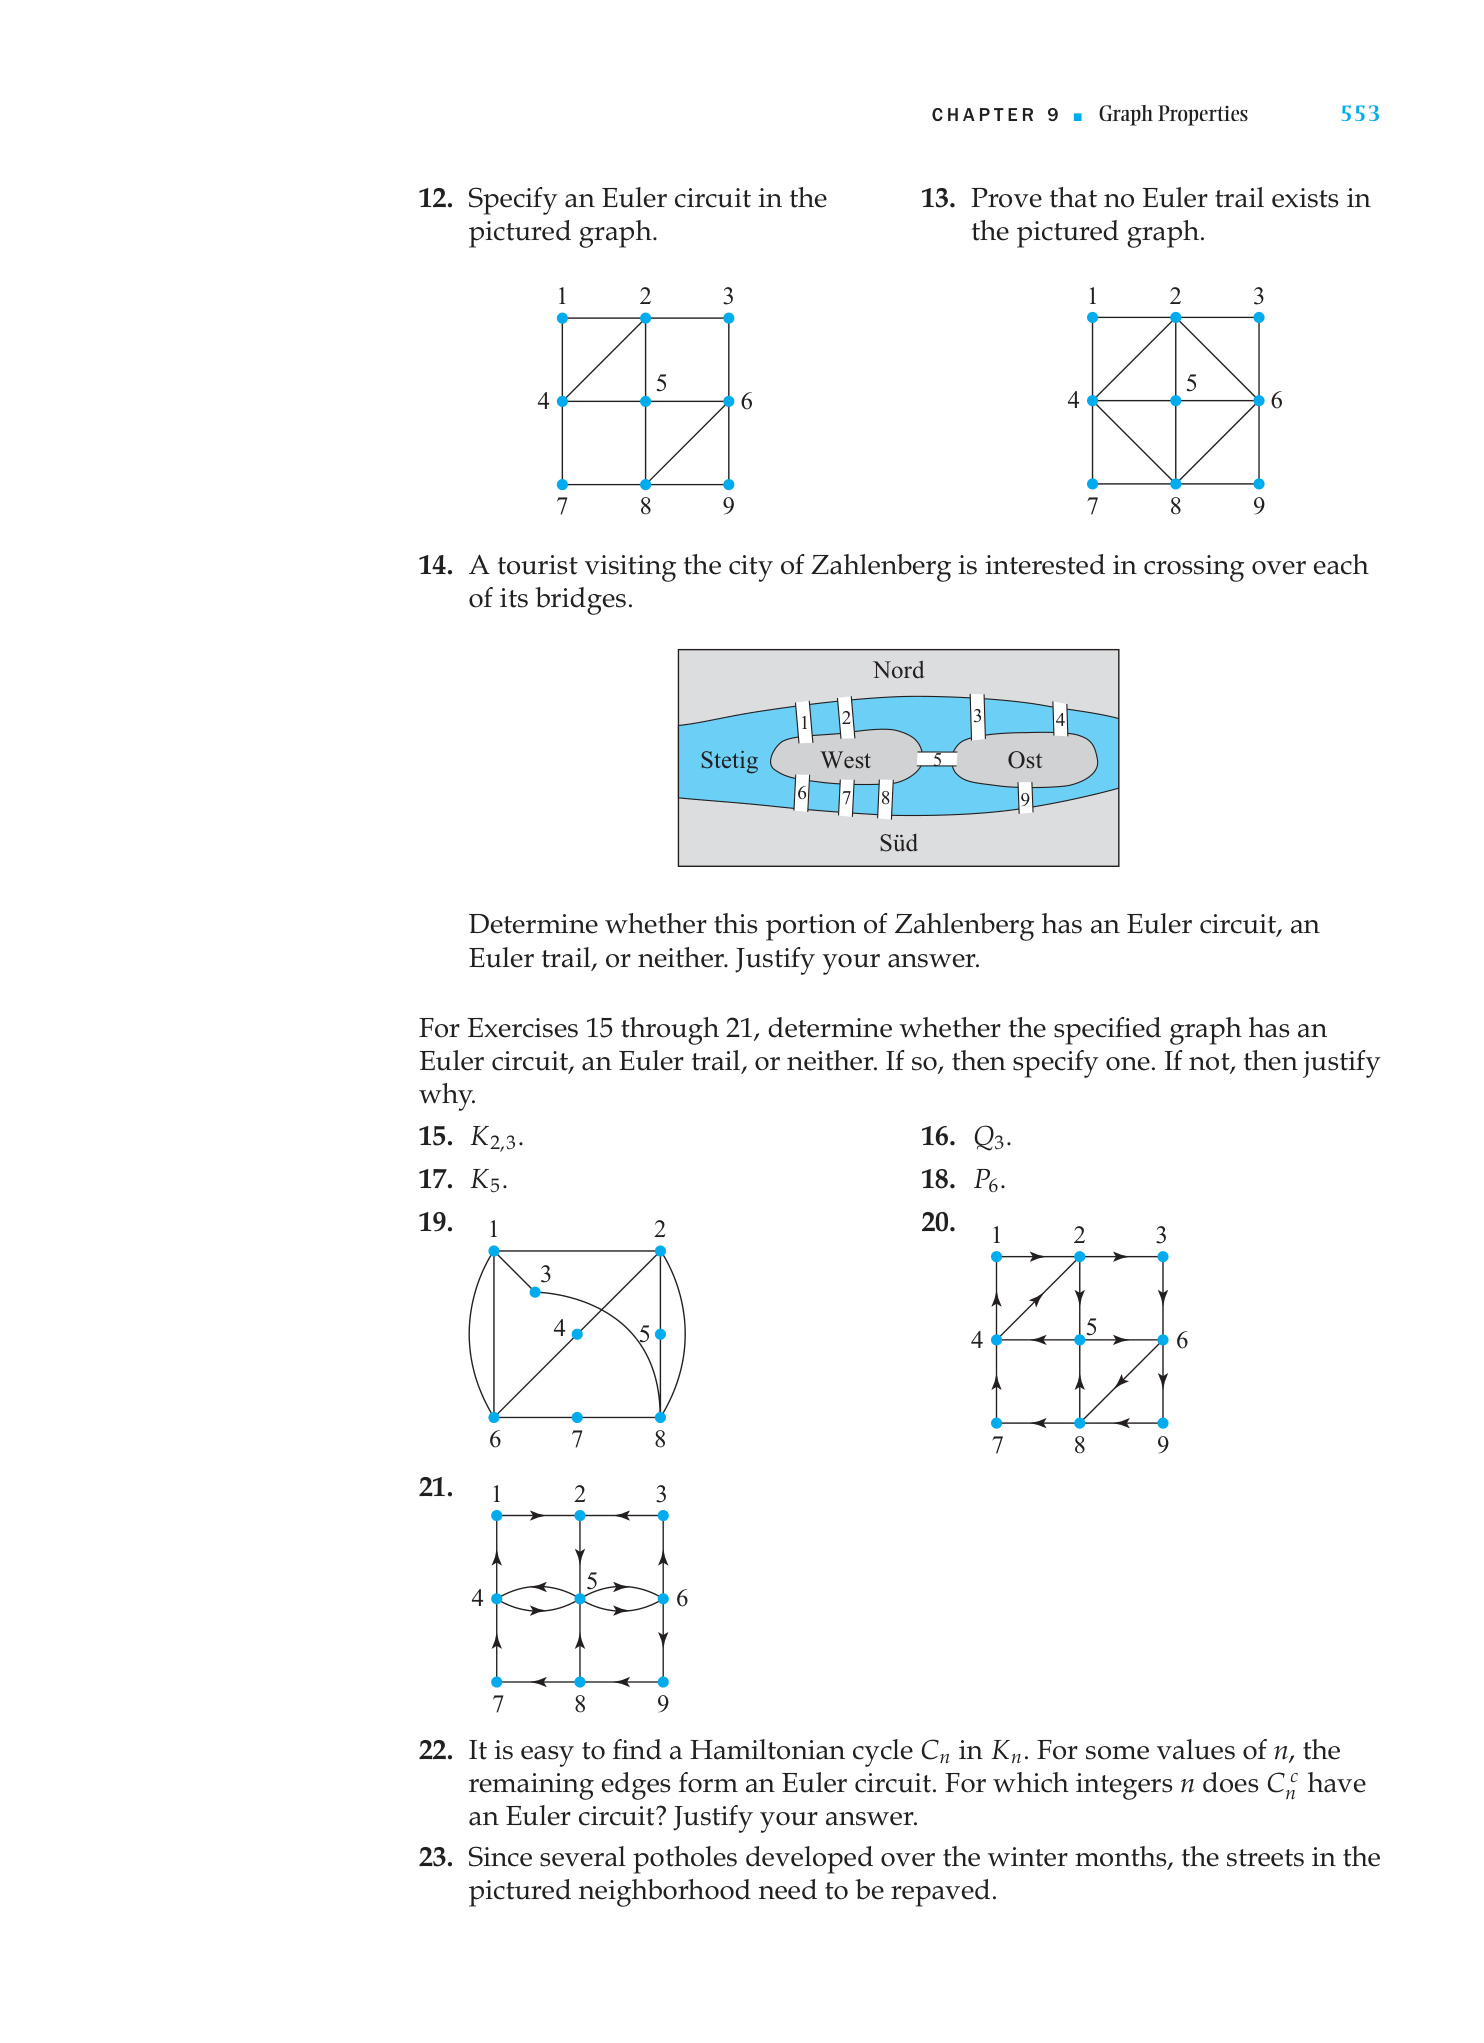 CHAPTER 9 ■ Graph Properties 553
12. Specify an Euler circuit in the
pictured graph.
1 2 3
4 5 6
7 8 9
13. Prove that no Euler trail exists in
the pictured graph.
1 2 3
4 5 6
7 8 9
14. A tourist visiting the city of Zahlenberg is interested in crossing over each
of its bridges.
Nord
1 2 3 4
Stetig West 5 Ost
6 7 8 9
Süd
Determine whether this portion of Zahlenberg has an Euler circuit, an
Euler trail, or neither. Justify your answer.
For Exercises 15 through 21, determine whether the specified graph has an
Euler circuit, an Euler trail, or neither. If so, then specify one. If not, then justify
why.
15. K₂,₃.
16. Q₃.
17. K₅.
18. P₆.
19.
1 2
3
4 5
6 7 8
20.
1 2 3
4 5 6
7 8 9
21.
1 2 3
4 5 6
7 8 9
22. It is easy to find a Hamiltonian cycle Cₙ in Kₙ. For some values of n, the
remaining edges form an Euler circuit. For which integers n does Cₙᶜ have
an Euler circuit? Justify your answer.
23. Since several potholes developed over the winter months, the streets in the
pictured neighborhood need to be repaved.